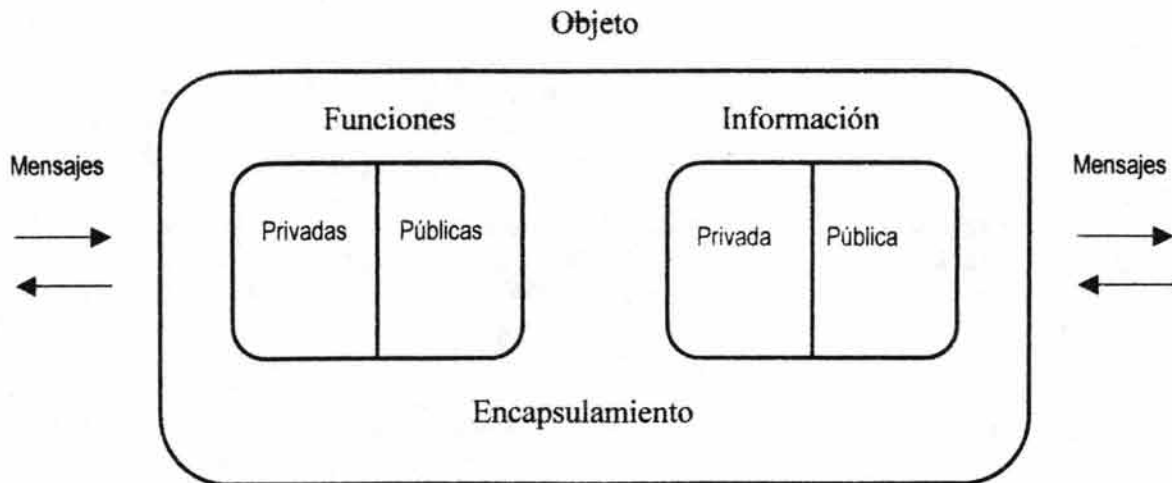 Objeto
Funciones
Información
Mensajes
Mensajes
Privadas
Públicas
Privada
Pública
Encapsulamiento